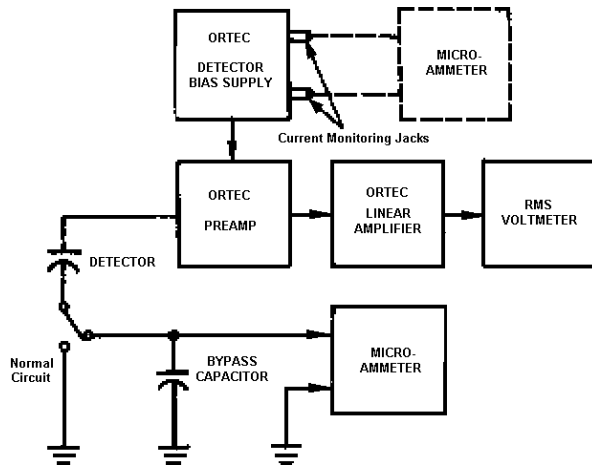 ORTEC
DETECTOR
BIAS SUPPLY
MICRO-
AMMETER
Current Monitoring Jacks
ORTEC
PREAMP
ORTEC
LINEAR
AMPLIFIER
RMS
VOLTMETER
DETECTOR
Normal
Circuit
BYPASS
CAPACITOR
MICRO-
AMMETER